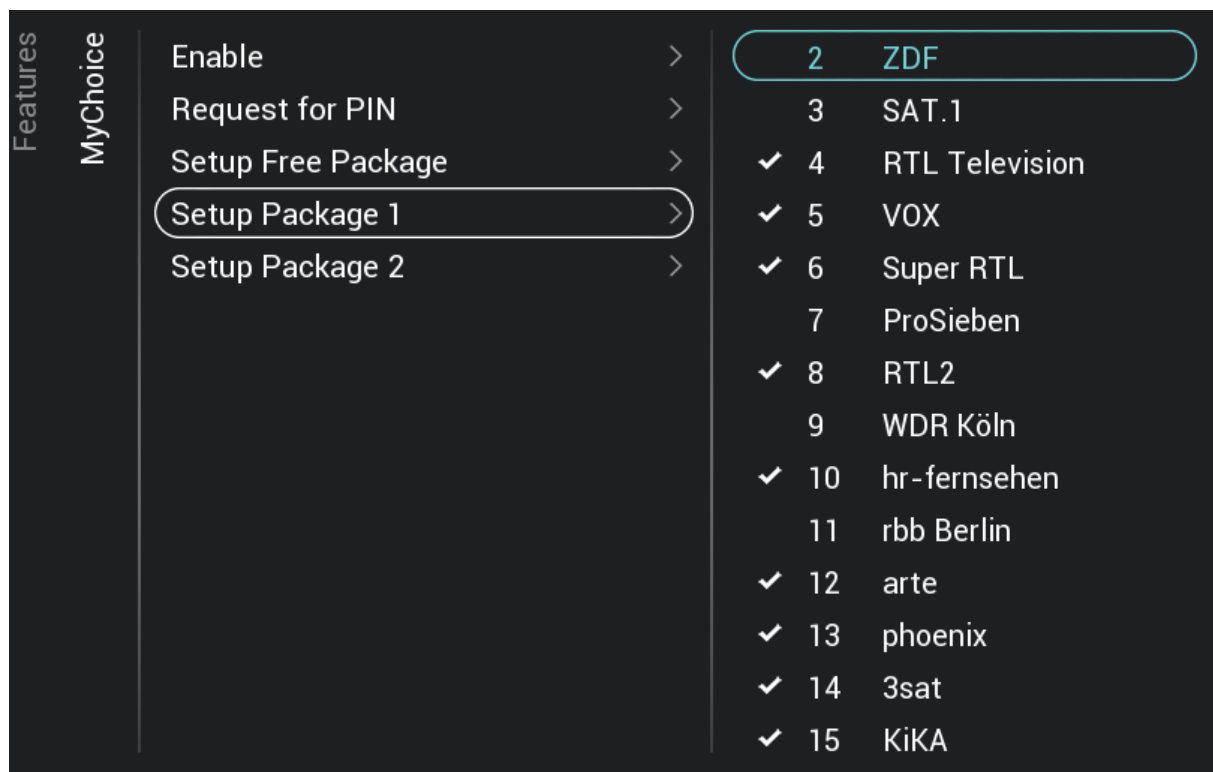 Features
MyChoice
Enable
Request for PIN
Setup Free Package
Setup Package 1
Setup Package 2
2 ZDF
3 SAT.1
✔ 4 RTL Television
✔ 5 VOX
✔ 6 Super RTL
7 ProSieben
✔ 8 RTL2
9 WDR Köln
✔ 10 hr-fernsehen
11 rbb Berlin
✔ 12 arte
✔ 13 phoenix
✔ 14 3sat
✔ 15 KiKA